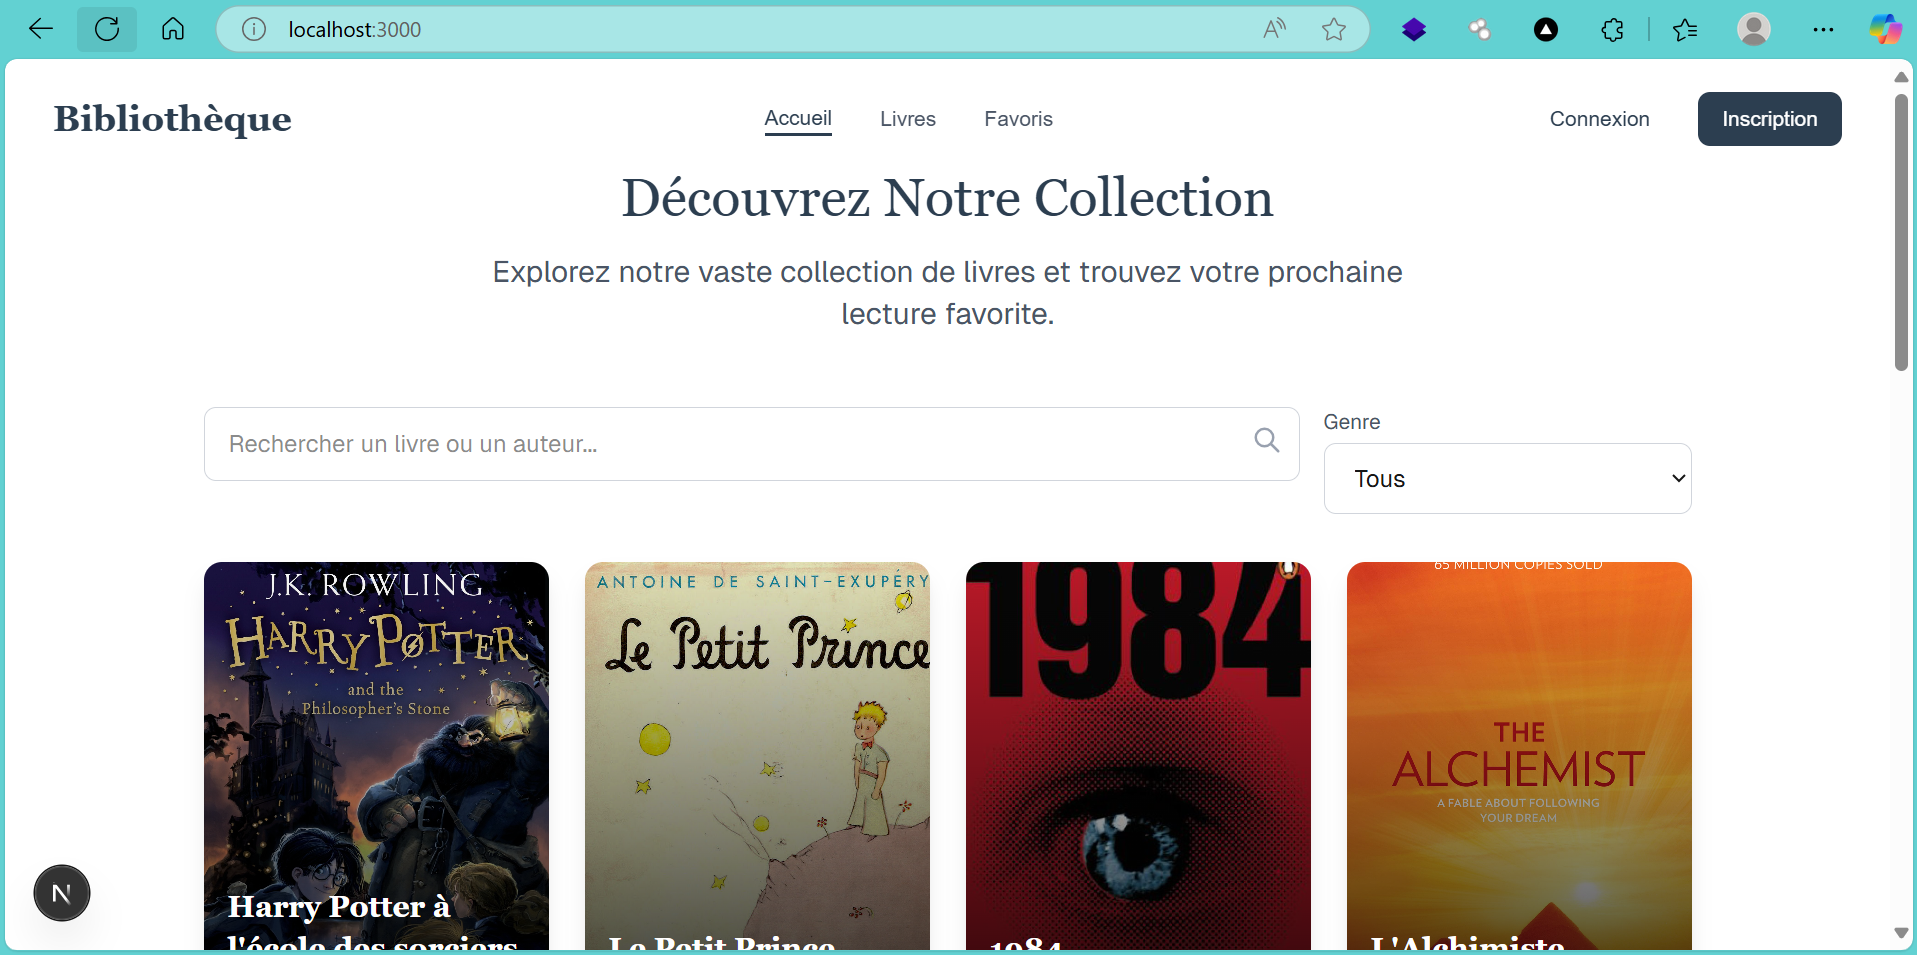 localhost:3000
Bibliothèque
Accueil
Livres
Favoris
Connexion
Inscription
Découvrez Notre Collection
Explorez notre vaste collection de livres et trouvez votre prochaine
lecture favorite.
Rechercher un livre ou un auteur...
Genre
Tous
J.K. ROWLING
HARRY POTTER
and the
Philosopher's Stone
Harry Potter à
l'école des sorciers
ANTOINE DE SAINT-EXUPÉRY
Le Petit Prince
Le Petit Prince
1984
1984
65 MILLION COPIES SOLD
THE
ALCHEMIST
A FABLE ABOUT FOLLOWING
YOUR DREAM
L'Alchimiste
N